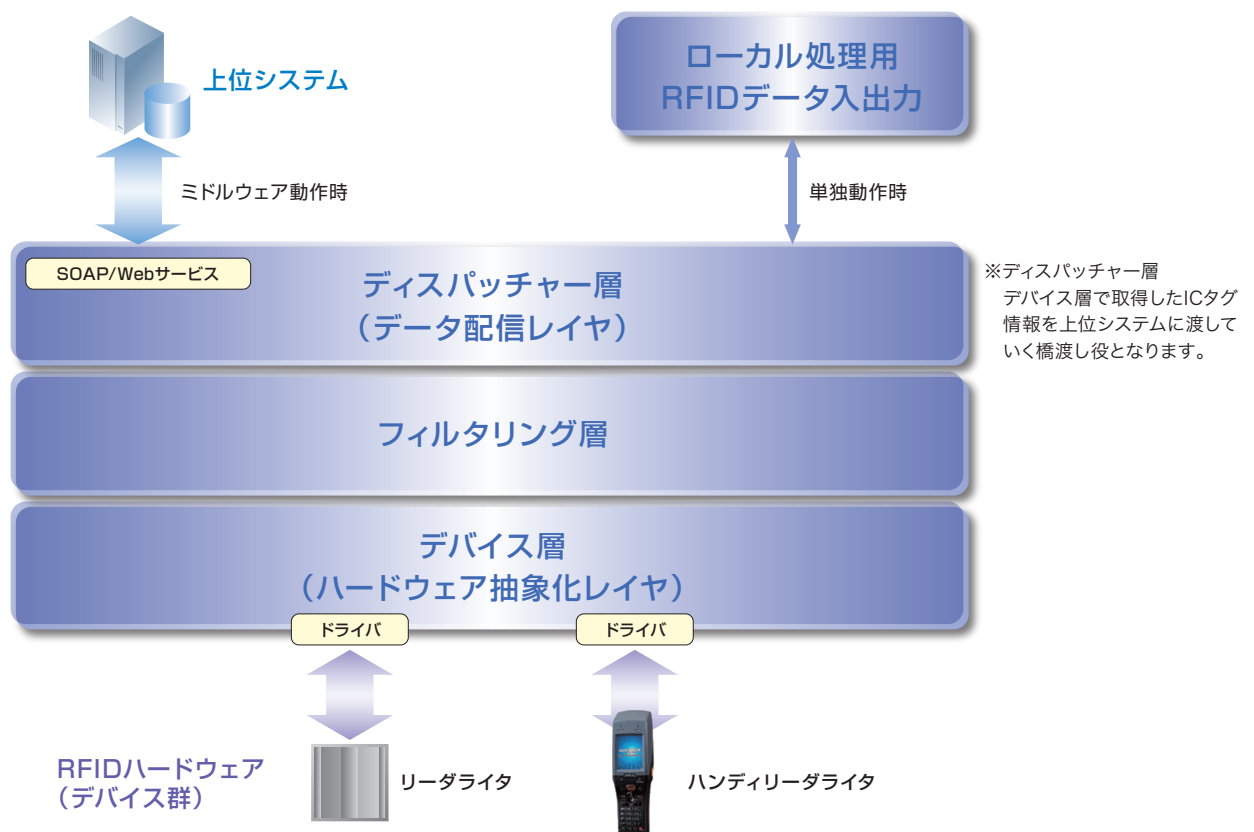 上位システム
ローカル処理用
RFIDデータ入出力
ミドルウェア動作時
単独動作時
SOAP/Webサービス
ディスパッチャー層
（データ配信レイヤ）
※ディスパッチャー層
デバイス層で取得したICタグ
情報を上位システムに渡して
いく橋渡し役となります。
フィルタリング層
デバイス層
（ハードウェア抽象化レイヤ）
ドライバ
ドライバ
RFIDハードウェア
（デバイス群）
リーダライタ
ハンディリーダライタ